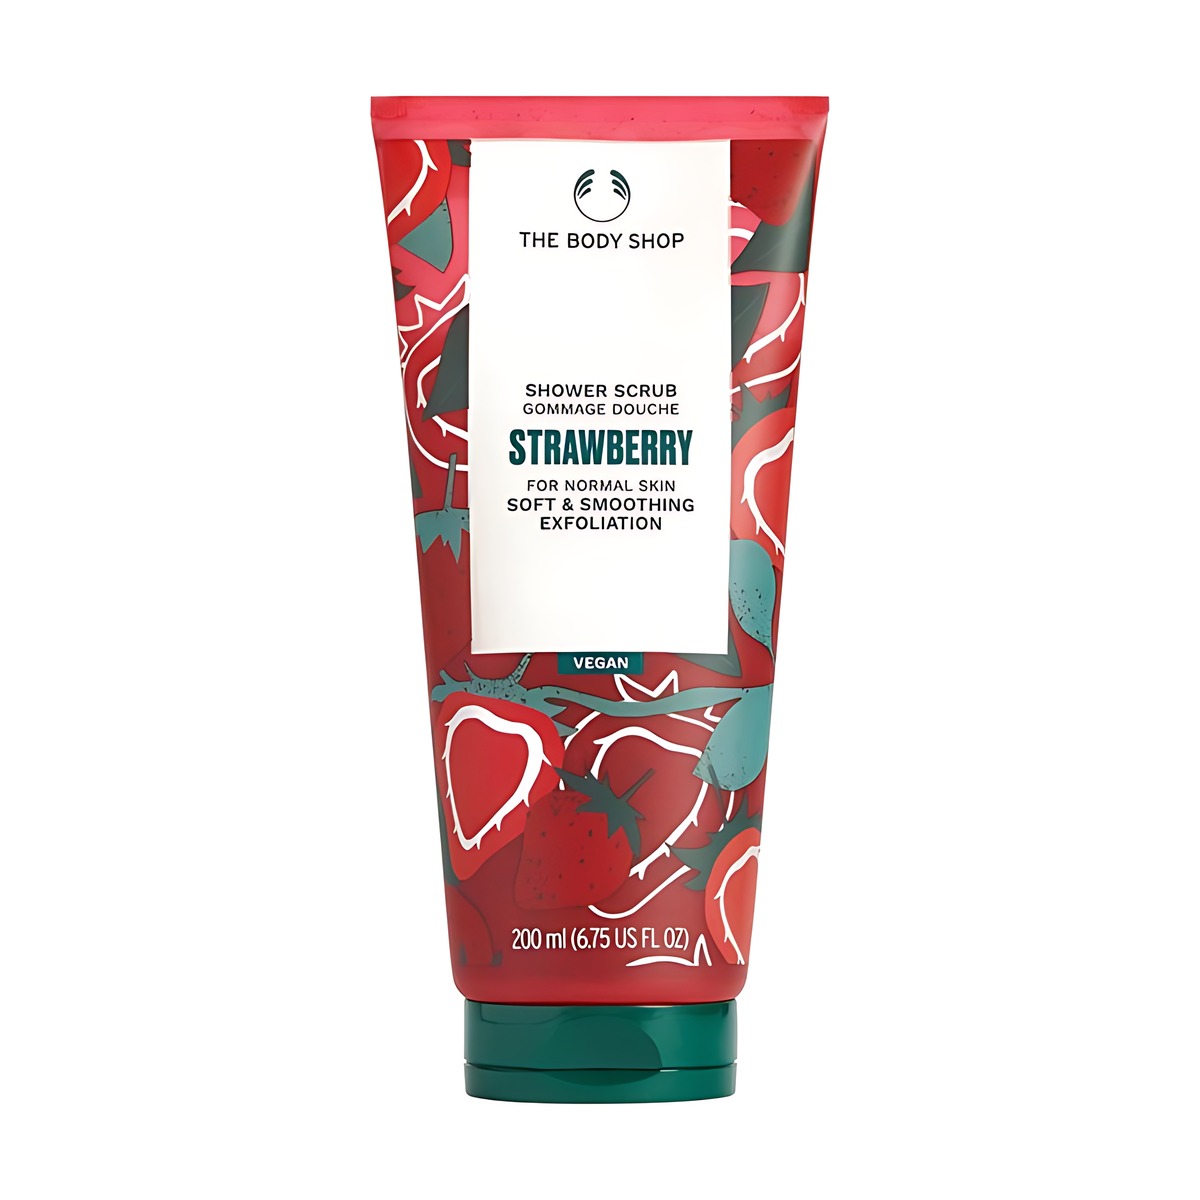 THE BODY SHOP
SHOWER SCRUB
GOMMAGE DOUCHE
STRAWBERRY
FOR NORMAL SKIN
SOFT & SMOOTHING
EXFOLIATION
VEGAN
200 ml (6.75 US FL OZ)